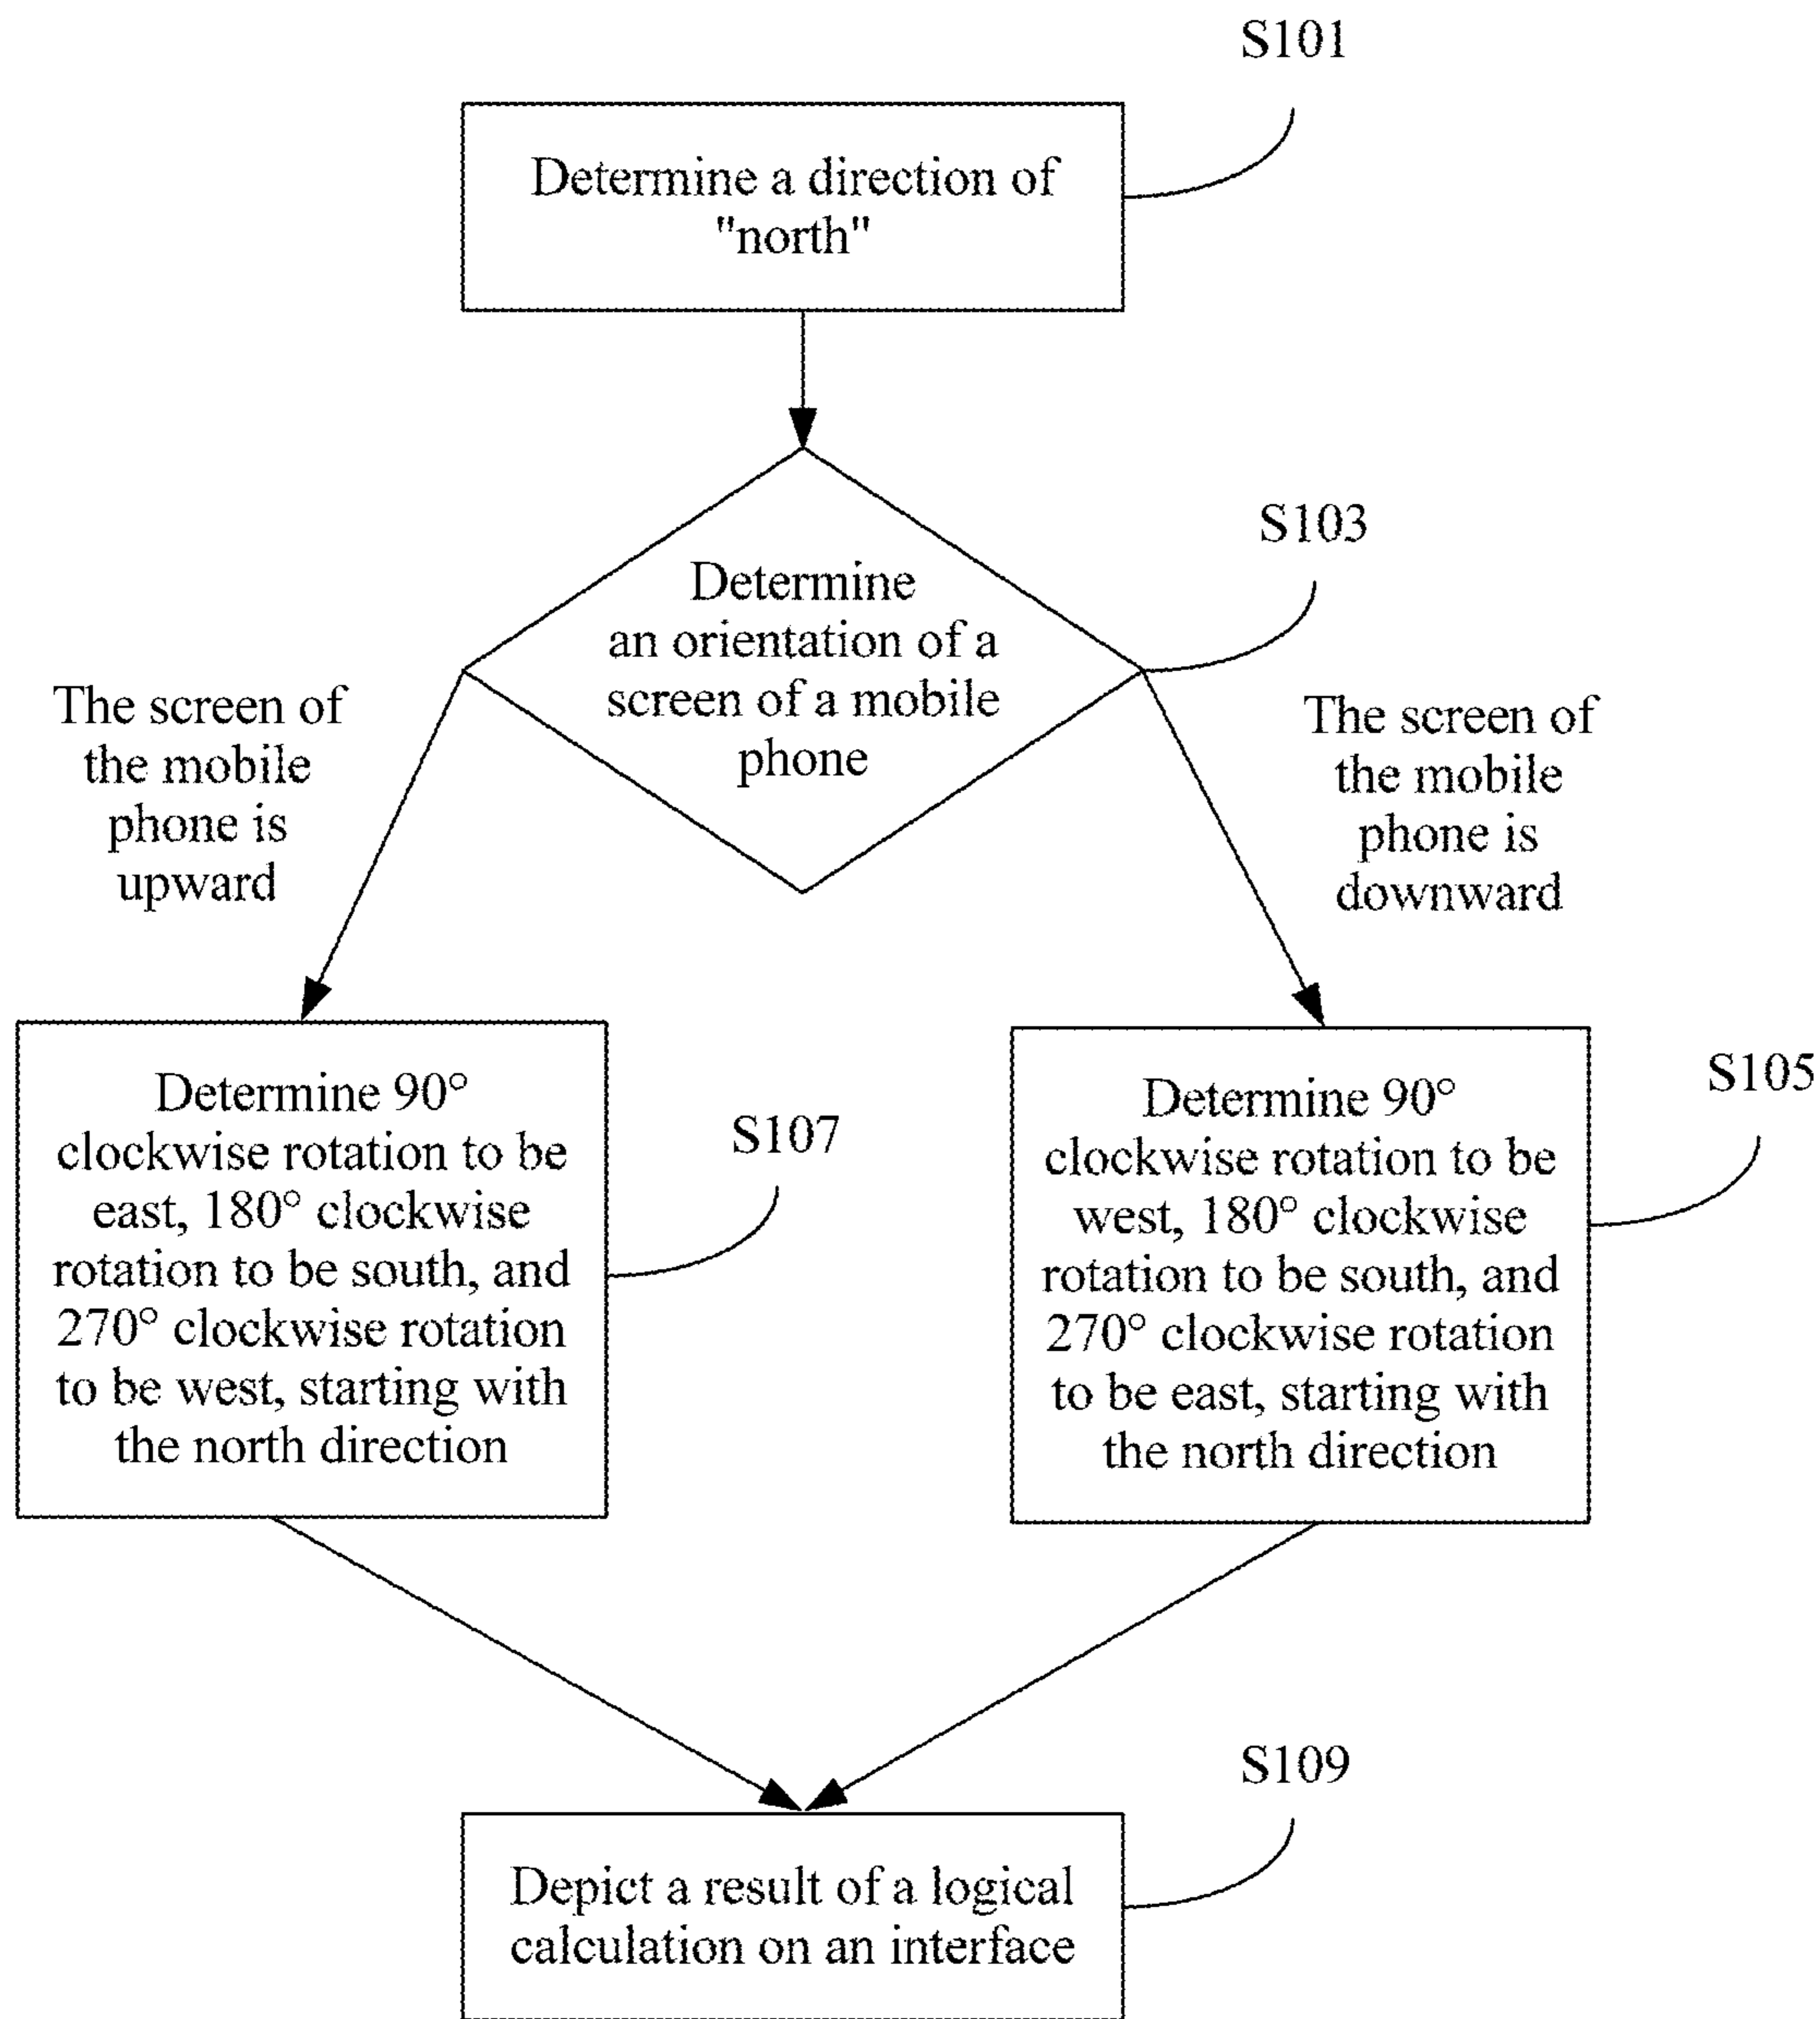 S101
Determine a direction of
"north"
S103
Determine
an orientation of a
screen of a mobile
phone
The screen of
the mobile
phone is
upward
The screen of
the mobile
phone is
downward
Determine 90°
clockwise rotation to be
east, 180° clockwise
rotation to be south, and
270° clockwise rotation
to be west, starting with
the north direction
S107
Determine 90°
clockwise rotation to be
west, 180° clockwise
rotation to be south, and
270° clockwise rotation
to be east, starting with
the north direction
S105
S109
Depict a result of a logical
calculation on an interface